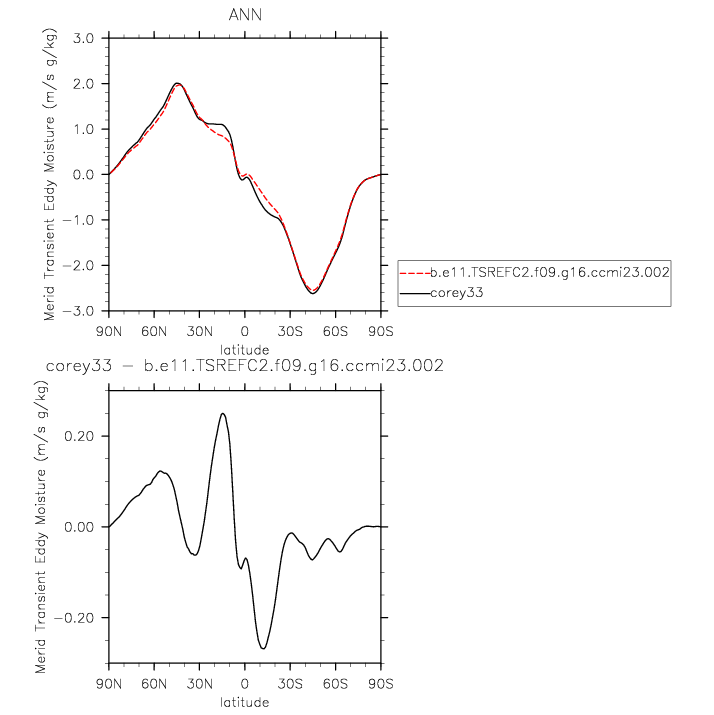 ANN
Merid Transient Eddy Moisture (m/s g/kg)
3.0
2.0
1.0
0.0
−1.0
−2.0
−3.0
90N 60N 30N 0 30S 60S 90S
latitude
b.e11.TSREFC2.f09.g16.ccmi23.002
corey33
corey33 − b.e11.TSREFC2.f09.g16.ccmi23.002
Merid Transient Eddy Moisture (m/s g/kg)
0.20
0.00
−0.20
90N 60N 30N 0 30S 60S 90S
latitude